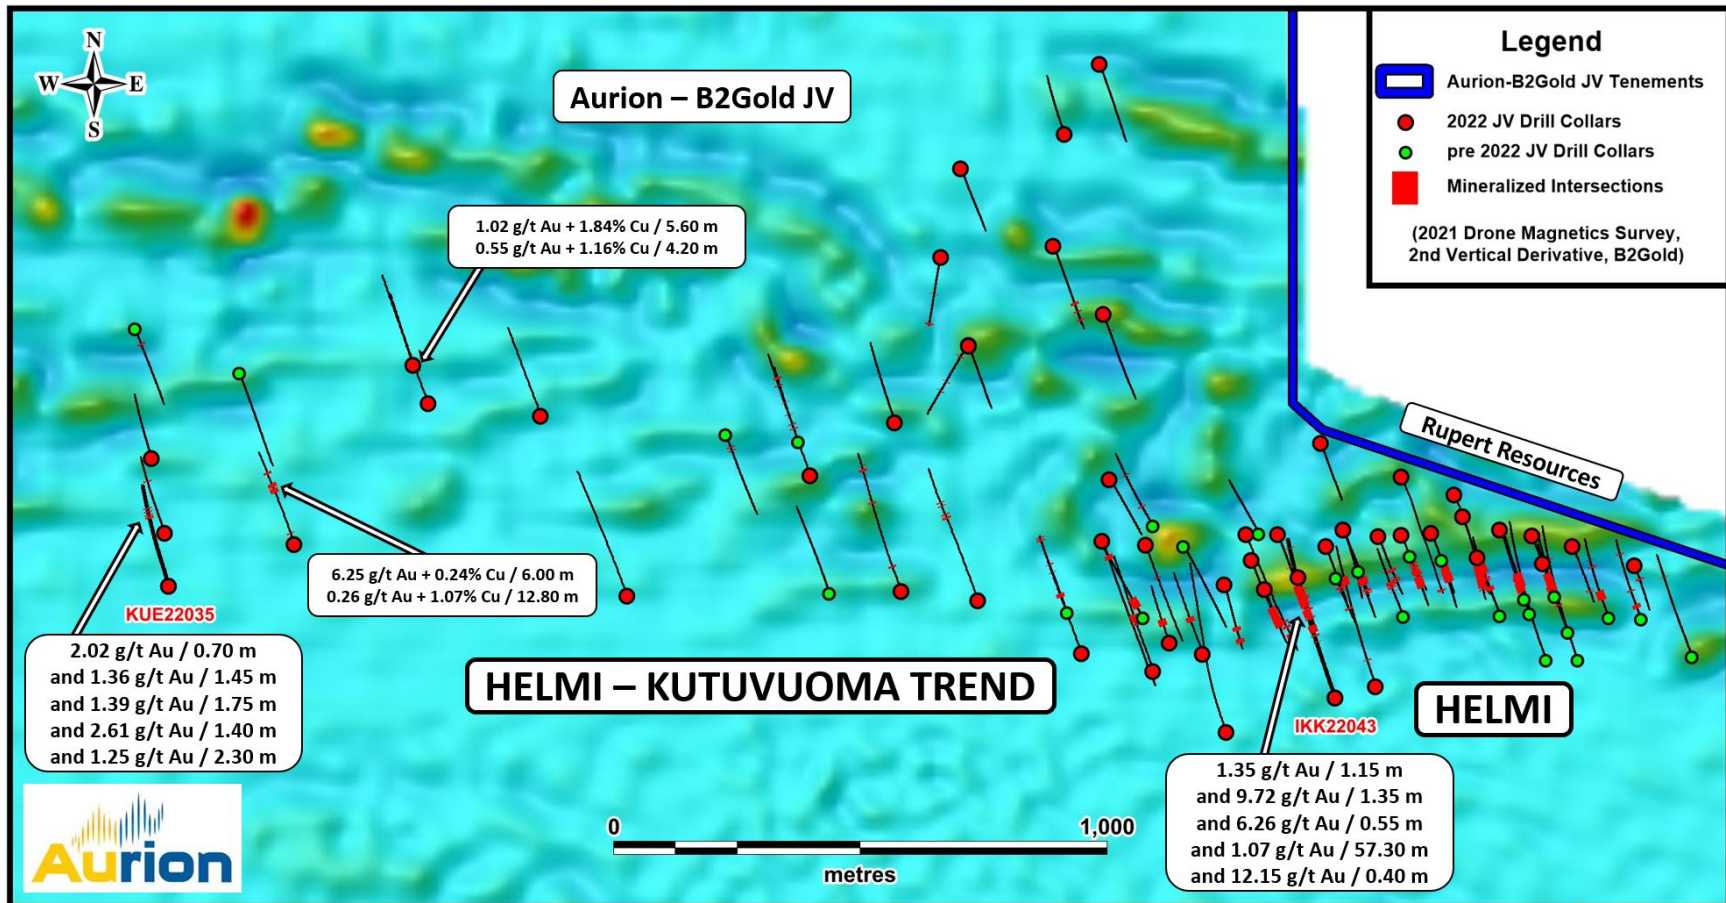 N
W E
S
Aurion – B2Gold JV
Legend
Aurion-B2Gold JV Tenements
2022 JV Drill Collars
pre 2022 JV Drill Collars
Mineralized Intersections
(2021 Drone Magnetics Survey,
2nd Vertical Derivative, B2Gold)
1.02 g/t Au + 1.84% Cu / 5.60 m
0.55 g/t Au + 1.16% Cu / 4.20 m
Rupert Resources
6.25 g/t Au + 0.24% Cu / 6.00 m
0.26 g/t Au + 1.07% Cu / 12.80 m
KUE22035
2.02 g/t Au / 0.70 m
and 1.36 g/t Au / 1.45 m
and 1.39 g/t Au / 1.75 m
and 2.61 g/t Au / 1.40 m
and 1.25 g/t Au / 2.30 m
HELMI – KUTUVUOMA TREND
HELMI
IKK22043
1.35 g/t Au / 1.15 m
and 9.72 g/t Au / 1.35 m
and 6.26 g/t Au / 0.55 m
and 1.07 g/t Au / 57.30 m
and 12.15 g/t Au / 0.40 m
0 1,000
metres
Aurion